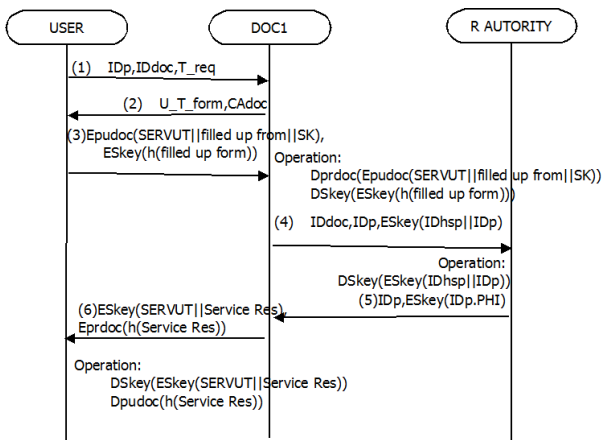 USER
DOC1
R AUTORITY
(1) IDp,IDdoc,T_req
(2) U_T_form,CAdoc
(3)Epudoc(SERVUT||filled up from||SK),
ESkey(h(filled up form))
Operation:
Dprdoc(Epudoc(SERVUT||filled up from||SK))
DSkey(ESkey(h(filled up form)))
(4) IDdoc,IDp,ESkey(IDhsp||IDp)
Operation:
DSkey(ESkey(IDhsp||IDp))
(5)IDp,ESkey(IDp.PHI)
(6)ESkey(SERVUT||Service Res),
Eprdoc(h(Service Res))
Operation:
DSkey(ESkey(SERVUT||Service Res))
Dpudoc(h(Service Res))